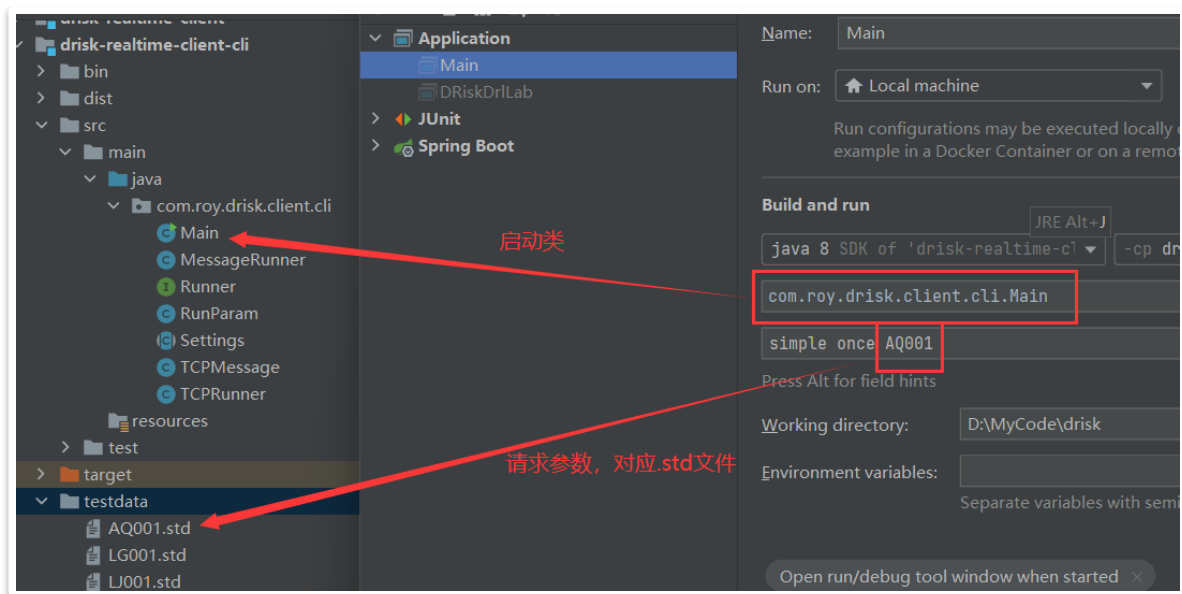 drisk-realtime-client
drisk-realtime-client-cli
bin
dist
src
main
java
com.roy.drisk.client.cli
Main
MessageRunner
Runner
RunParam
Settings
TCPMessage
TCPRunner
resources
test
target
testdata
AQ001.std
LG001.std
LJ001.std
Application
Main
DRiskDrlLab
JUnit
Spring Boot
启动类
请求参数，对应.std文件
Name:
Main
Run on:
Local machine
Run configurations may be executed locally
example in a Docker Container or on a
Build and run
JRE Alt+J
java 8 SDK of 'drisk-realtime-cl
-cp dr
com.roy.drisk.client.cli.Main
simple once AQ001
Press Alt for field hints
Working directory:
D:\MyCode\drisk
Environment variables:
Separate variables with semi
Open run/debug tool window when started